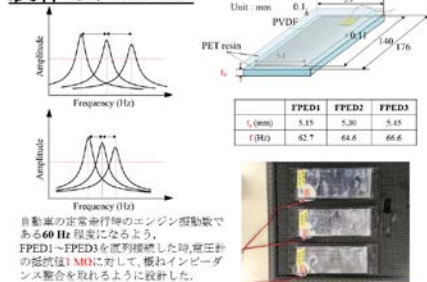 Unit : mm
PVDF
PET resin
0.11
140
176
Amplitude
Frequency (Hz)
Amplitude
Frequency (Hz)
FPED1 FPED2 FPED3
(mm) 5.15 5.30 5.45
f (Hz) 62.7 64.6 66.6
自動車の定常走行時のエンジン振動数で
ある60 Hz 程度になるよう,
FPED1~FPED3を直列接続した時,電圧計
の抵抗値1 MΩに対して, 概ねインピーダ
ンス整合を取れるように設計した.